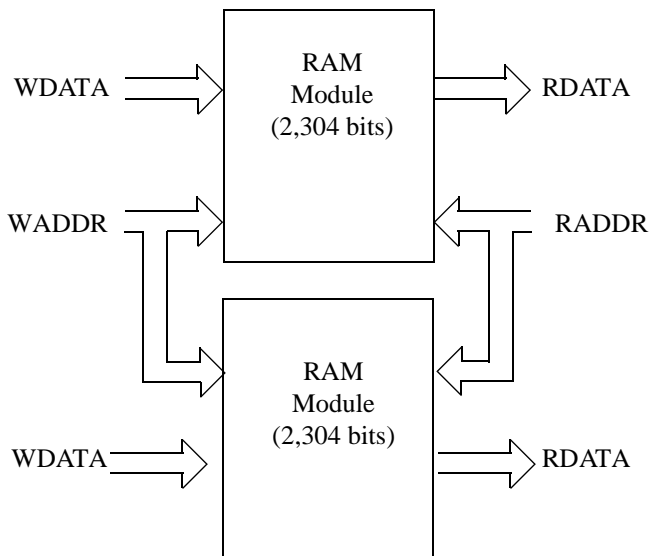 RAM
Module
(2,304 bits)
WDATA
RDATA
WADDR
RADDR
RAM
Module
(2,304 bits)
WDATA
RDATA